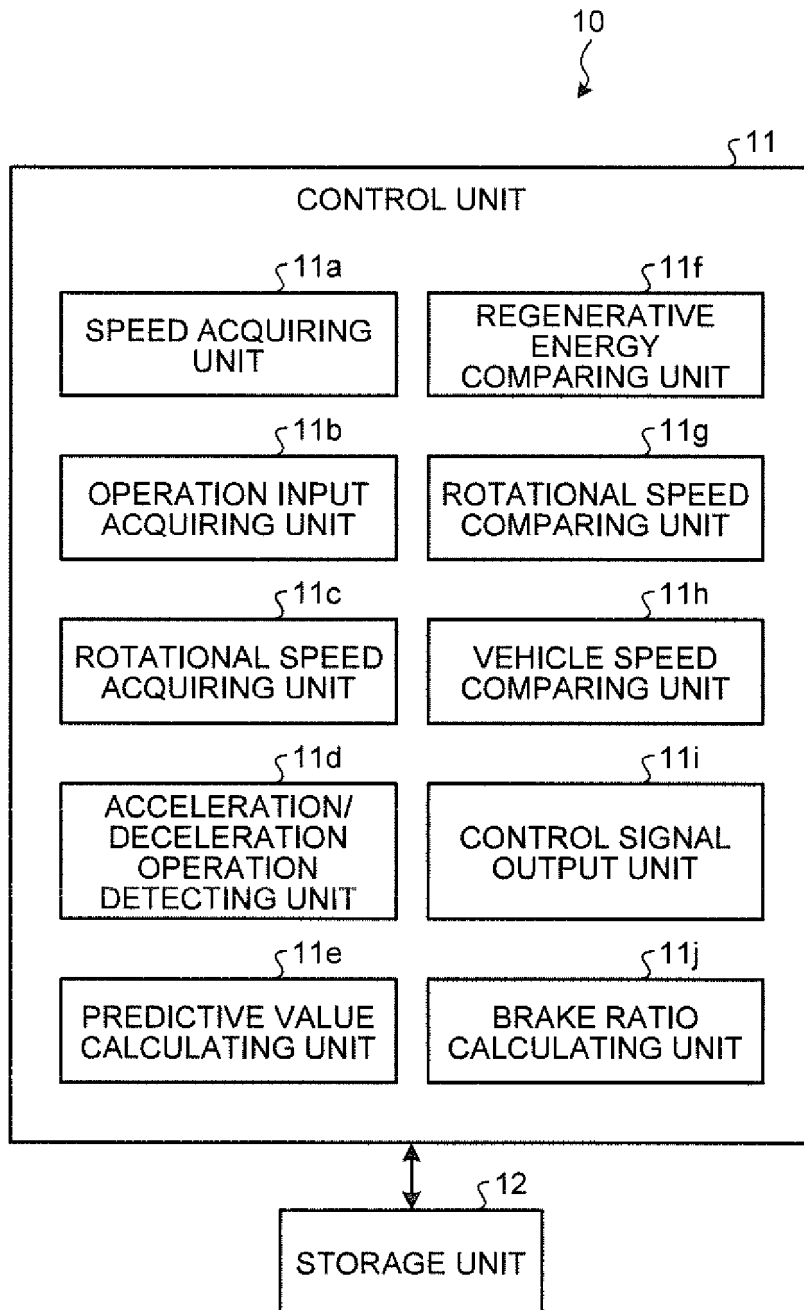 10
11
CONTROL UNIT
11a
SPEED ACQUIRING
UNIT
11f
REGENERATIVE
ENERGY
COMPARING UNIT
11b
OPERATION INPUT
ACQUIRING UNIT
11g
ROTATIONAL SPEED
COMPARING UNIT
11c
ROTATIONAL SPEED
ACQUIRING UNIT
11h
VEHICLE SPEED
COMPARING UNIT
11d
ACCELERATION/
DECELERATION
OPERATION
DETECTING UNIT
11i
CONTROL SIGNAL
OUTPUT UNIT
11e
PREDICTIVE VALUE
CALCULATING UNIT
11j
BRAKE RATIO
CALCULATING UNIT
12
STORAGE UNIT